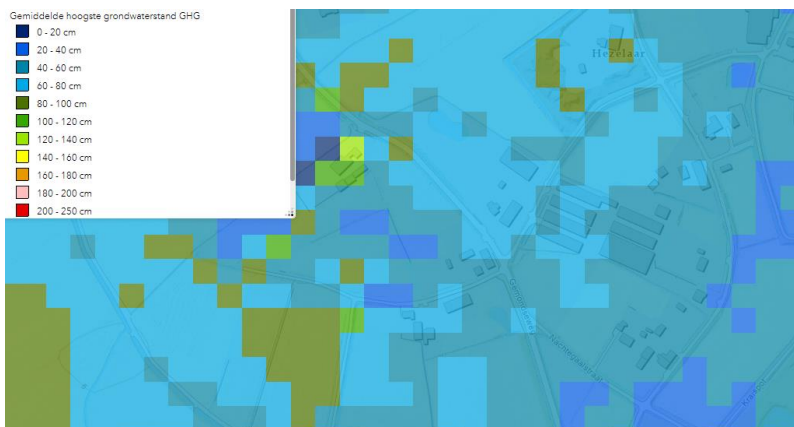 Gemiddelde hoogste grondwaterstand GHG
0 - 20 cm
20 - 40 cm
40 - 60 cm
60 - 80 cm
80 - 100 cm
100 - 120 cm
120 - 140 cm
140 - 160 cm
160 - 180 cm
180 - 200 cm
200 - 250 cm
Hezelaar